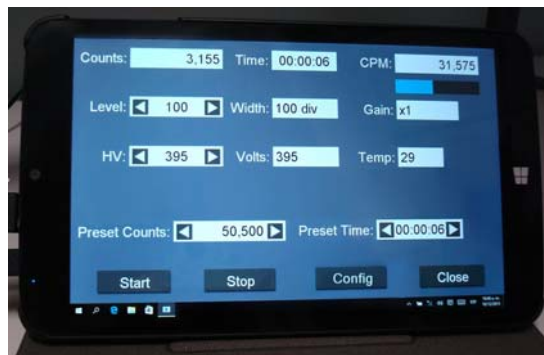 Counts: 3,155 Time: 00:00:06 CPM: 31,575
Level: 100 Width: 100 div Gain: x1
HV: 395 Volts: 395 Temp: 29
Preset Counts: 50,500 Preset Time: 00:00:06
Start Stop Config Close